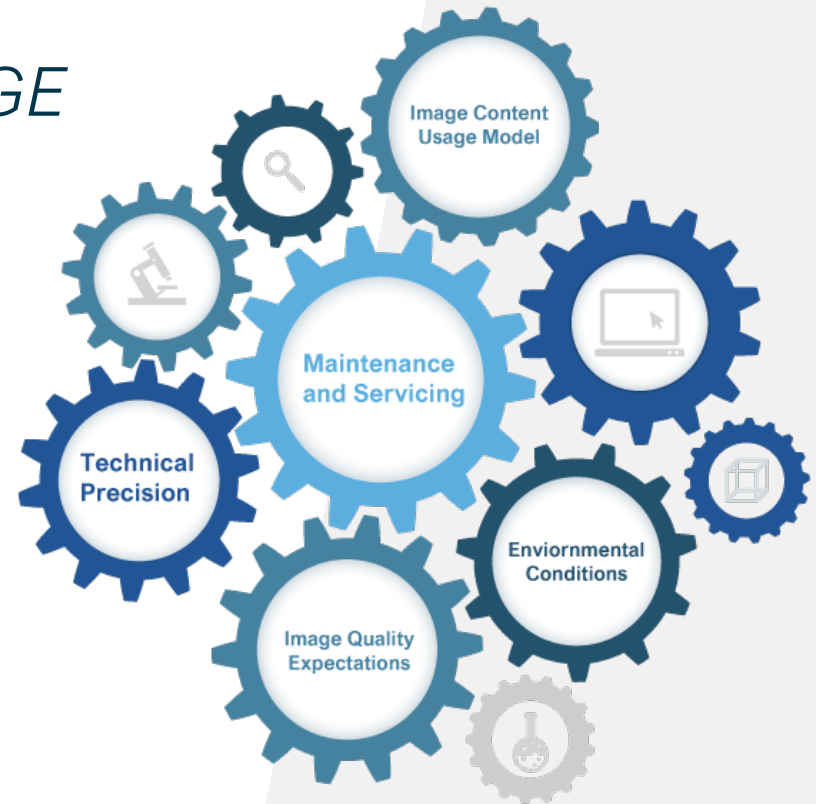 GE
Image Content
Usage Model
Maintenance
and Servicing
Technical
Precision
Enviornmental
Conditions
Image Quality
Expectations